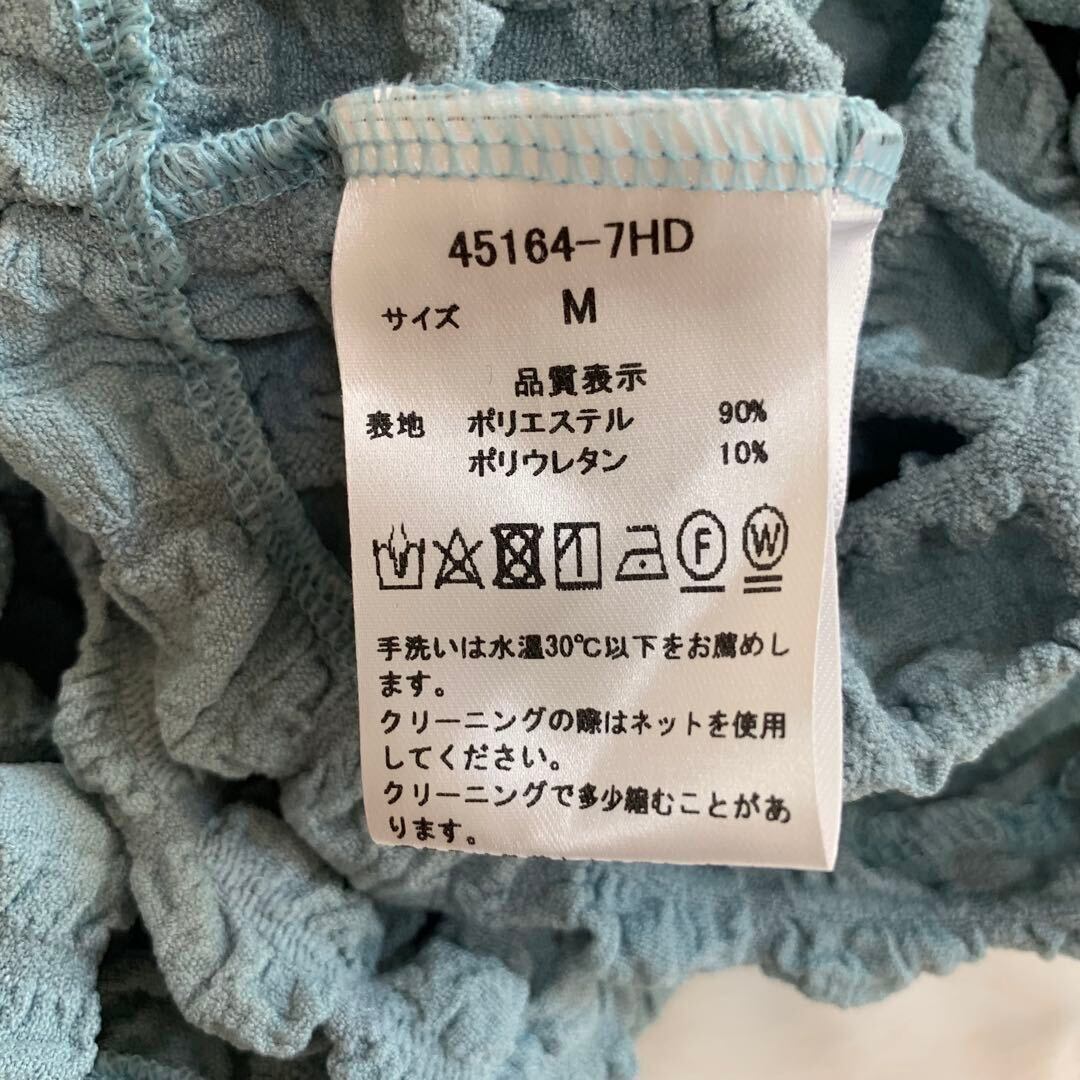 45164-7HD
サイズ M
品質表示
表地 ポリエステル 90%
ポリウレタン 10%
F W
手洗いは水温30℃以下をお薦めし
ます。
クリーニングの際はネットを使用
してください。
クリーニングで多少縮むことがあ
ります。